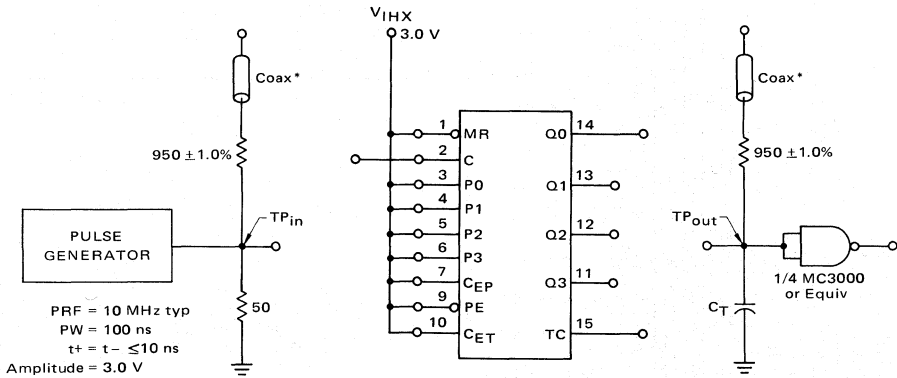 Coax*
950 ±1.0%
TPin
PULSE
GENERATOR
50
PRF = 10 MHz typ
PW = 100 ns
t+ = t– ≤10 ns
Amplitude = 3.0 V
VIHX
3.0 V
1 MR
2 C
3 P0
4 P1
5 P2
6 P3
7 CEP
9 PE
10 CET
Q0 14
Q1 13
Q2 12
Q3 11
TC 15
Coax*
950 ±1.0%
TPout
1/4 MC3000
or Equiv
CT